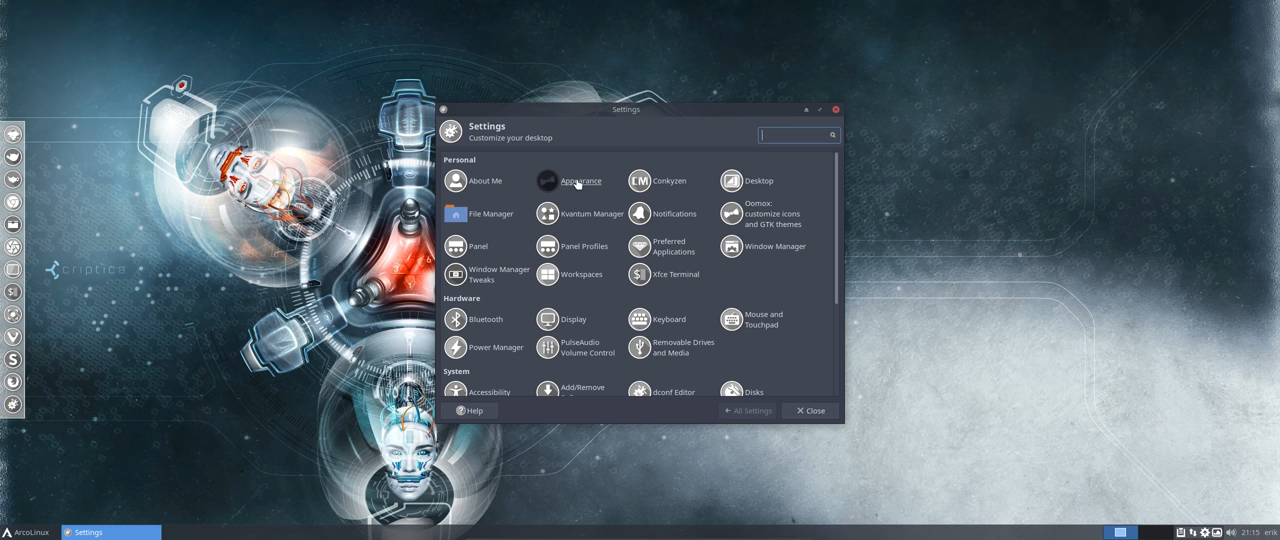 Settings
Settings
Customize your desktop
Personal
About Me
Appearance
Conkyzen
Desktop
File Manager
Kvantum Manager
Notifications
Oomox:
customize icons
and GTK themes
Panel
Panel Profiles
Preferred
Applications
Window Manager
Window Manager
Tweaks
Workspaces
Xfce Terminal
Hardware
Bluetooth
Display
Keyboard
Mouse and
Touchpad
Power Manager
PulseAudio
Volume Control
Removable Drives
and Media
System
Accessibility
Add/Remove
dconf Editor
Disks
Help
All Settings
Close
criptica
ArcoLinux
Settings
21:15
erik